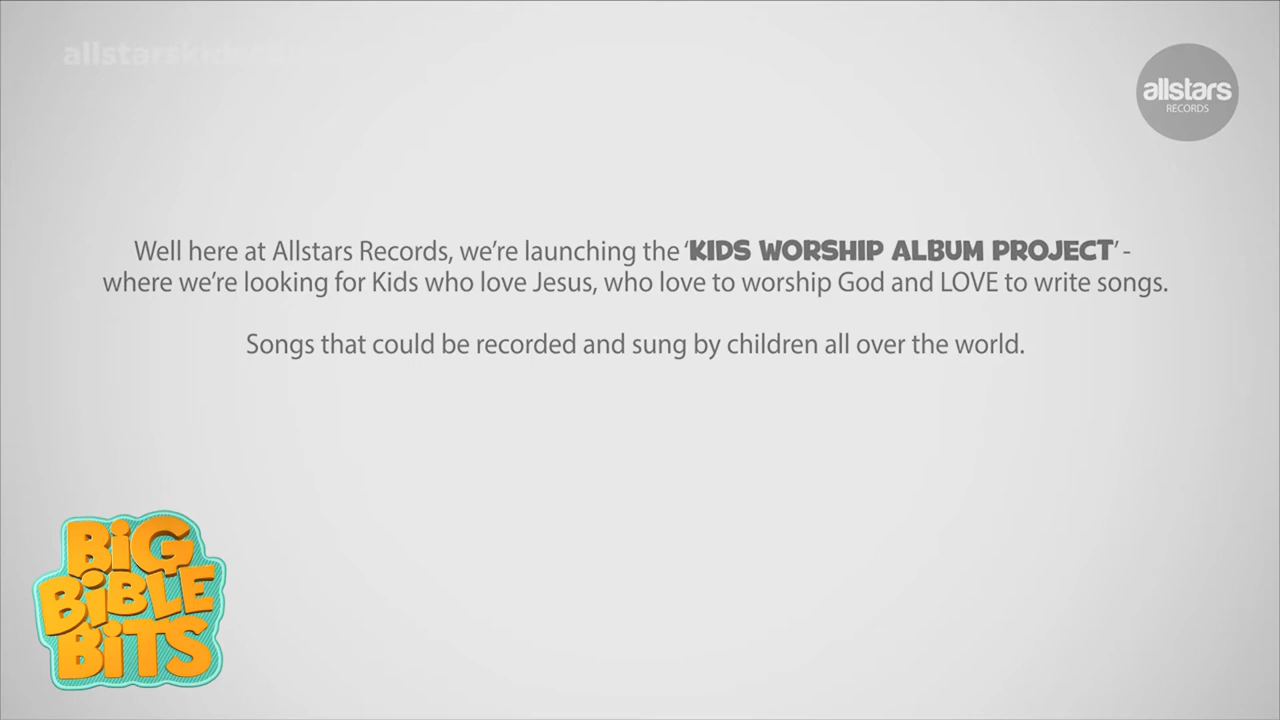 allstars
RECORDS
Well here at Allstars Records, we’re launching the ‘KIDS WORSHIP ALBUM PROJECT’ -
where we’re looking for Kids who love Jesus, who love to worship God and LOVE to write songs.
Songs that could be recorded and sung by children all over the world.
BiG
BiBLE
BiTS